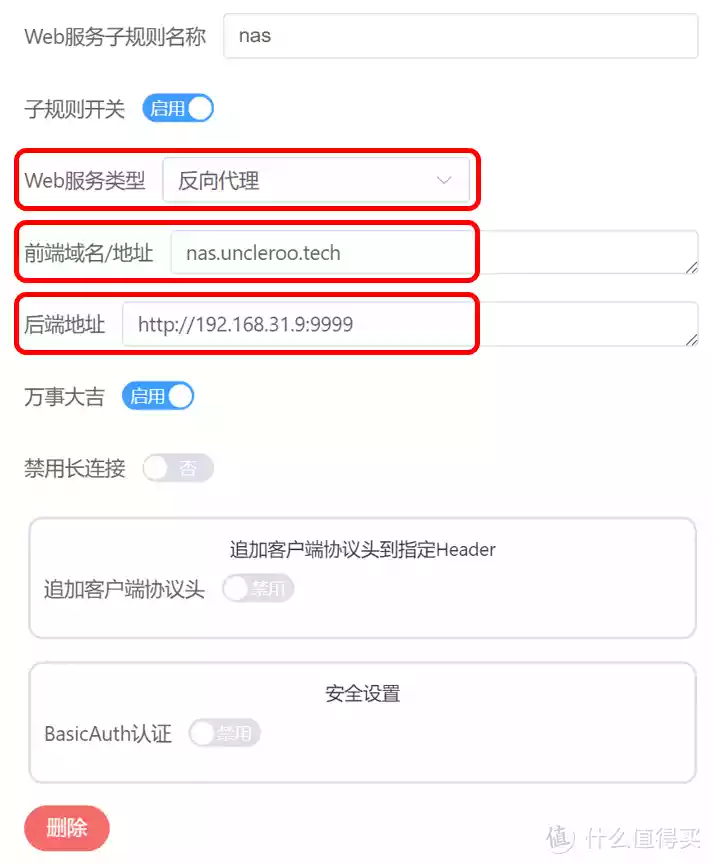 Web服务子规则名称 nas
子规则开关 启用
Web服务类型 反向代理
前端域名/地址 nas.uncleroo.tech
后端地址 http://192.168.31.9:9999
万事大吉 启用
禁用长连接 否
追加客户端协议头到指定Header
追加客户端协议头 禁用
安全设置
BasicAuth认证 禁用
删除
值 什么值得买